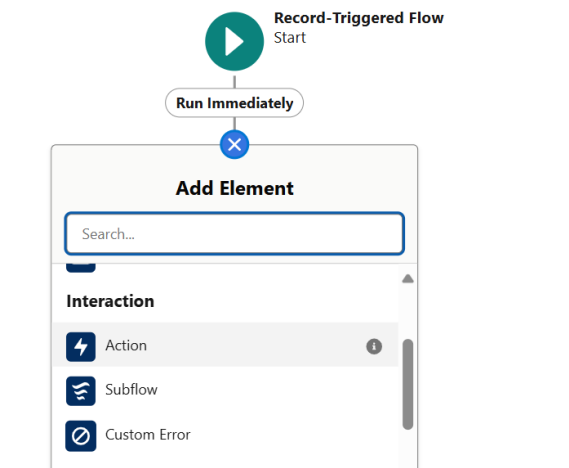 Record-Triggered Flow
Start
Run Immediately
Add Element
Search...
Interaction
Action
Subflow
Custom Error